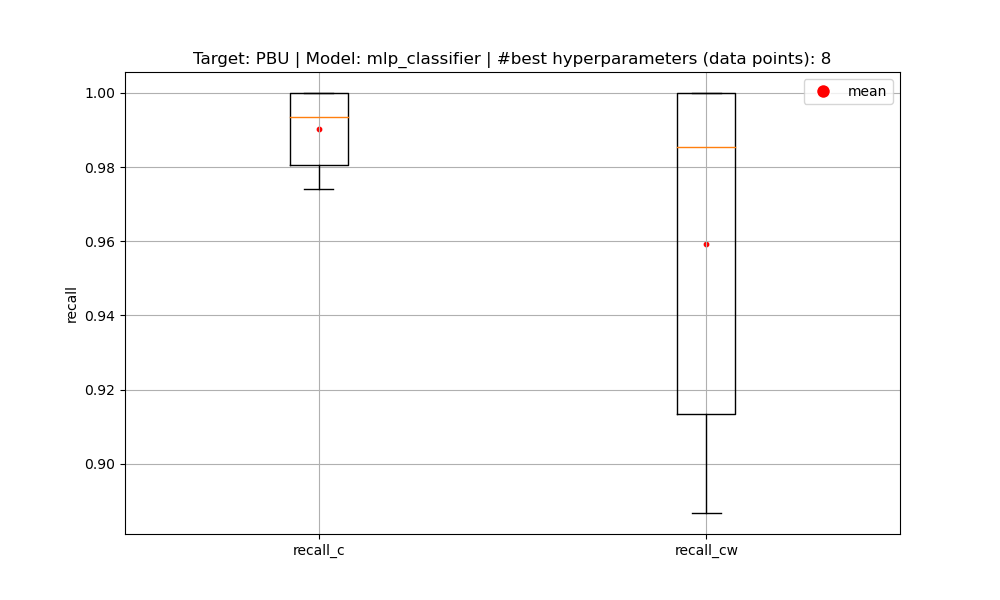 Target: PBU | Model: mlp_classifier | #best hyperparameters (data points): 8
mean
1.00
0.98
0.96
0.94
0.92
0.90
recall
recall_c
recall_cw